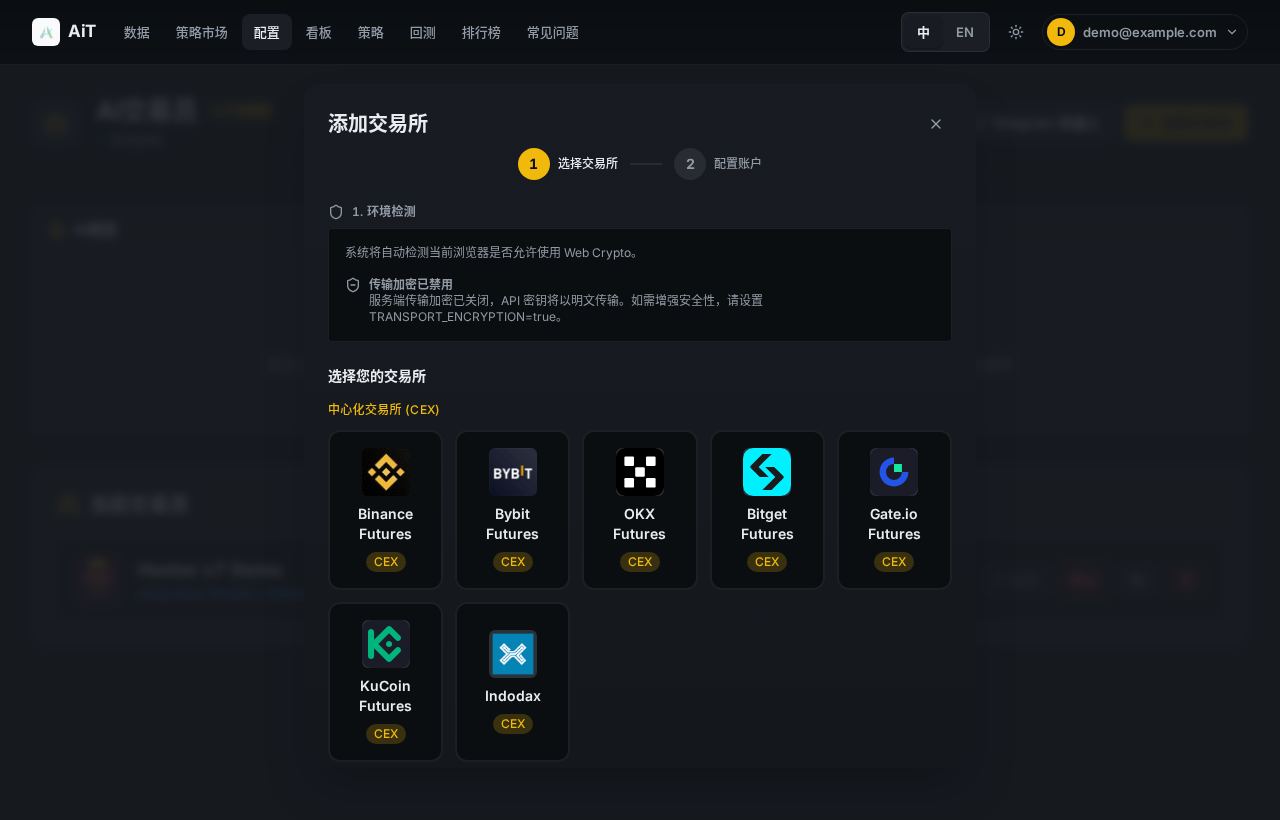 AiT
数据
策略市场
配置
看板
策略
回测
排行榜
常见问题
中
EN
D
demo@example.com
添加交易所
1
选择交易所
2
配置账户
1. 环境检测
系统将自动检测当前浏览器是否允许使用 Web Crypto。
传输加密已禁用
服务端传输加密已关闭，API 密钥将以明文传输。如需增强安全性，请设置
TRANSPORT_ENCRYPTION=true。
选择您的交易所
中心化交易所 (CEX)
BYBIT
Binance
Futures
CEX
Bybit
Futures
CEX
OKX
Futures
CEX
Bitget
Futures
CEX
Gate.io
Futures
CEX
KuCoin
Futures
CEX
Indodax
CEX